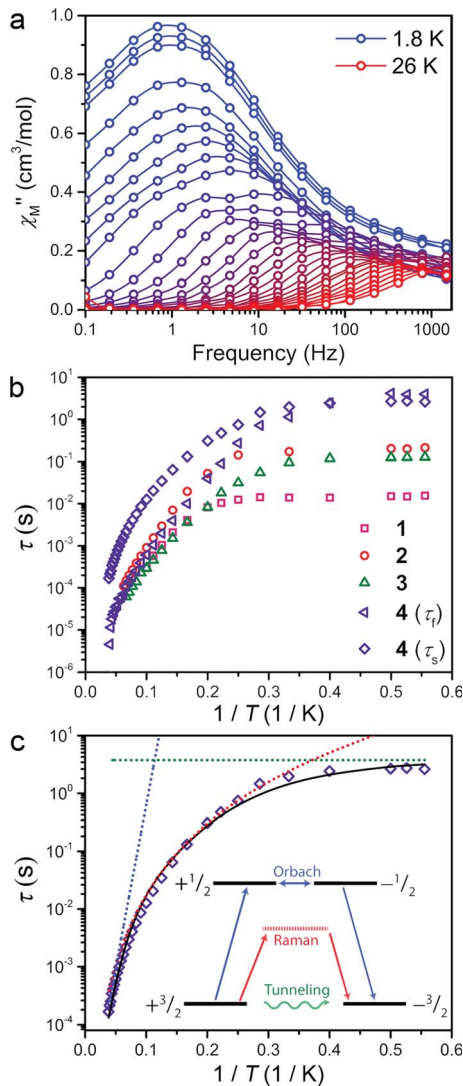 a
1.8 K
26 K
χM" (cm³/mol)
1.0
0.8
0.6
0.4
0.2
0.0
0.1 1 10 100 1000
Frequency (Hz)
b
τ (s)
10¹
10⁰
10⁻¹
10⁻²
10⁻³
10⁻⁴
10⁻⁵
10⁻⁶
1
2
3
4 (τf)
4 (τs)
0.0 0.1 0.2 0.3 0.4 0.5 0.6
1 / T (1 / K)
c
τ (s)
10¹
10⁰
10⁻¹
10⁻²
10⁻³
10⁻⁴
+1/2 Orbach −1/2
Raman
Tunneling
+3/2 −3/2
0.0 0.1 0.2 0.3 0.4 0.5 0.6
1 / T (1 / K)